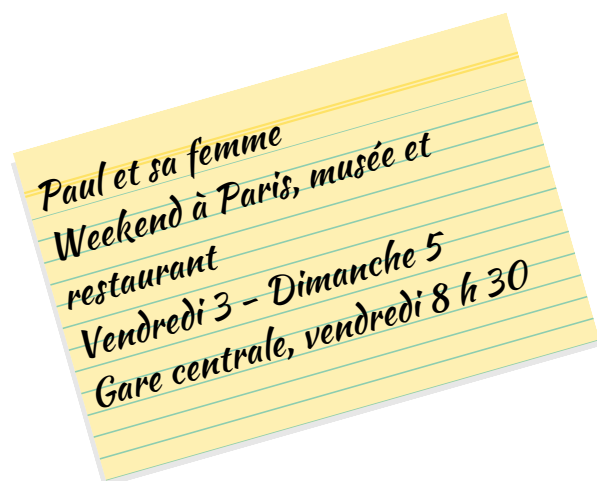 Paul et sa femme
Weekend à Paris, musée et
restaurant
Vendredi 3 - Dimanche 5
Gare centrale, vendredi 8 h 30